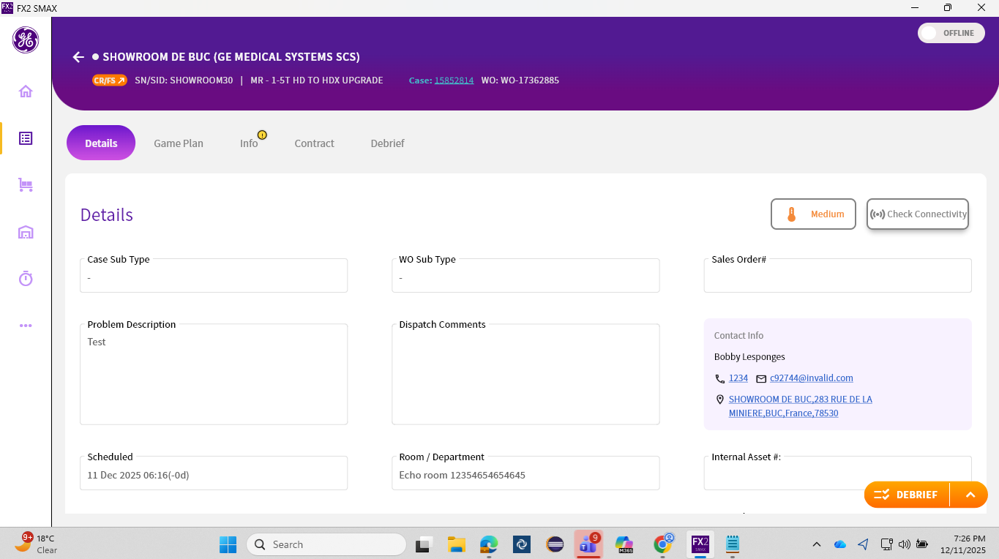 FX2 SMAX
OFFLINE
SHOWROOM DE BUC (GE MEDICAL SYSTEMS SCS)
CR/FS SN/SID: SHOWROOM30 | MR - 1-5T HD TO HDX UPGRADE Case: 15852814 WO: WO-17362885
Details Game Plan Info Contract Debrief
Details
Medium
Check Connectivity
Case Sub Type
-
WO Sub Type
-
Sales Order#
Problem Description
Test
Dispatch Comments
Contact Info
Bobby Lesponges
1234 c92744@invalid.com
SHOWROOM DE BUC,283 RUE DE LA
MINIERE,BUC,France,78530
Scheduled
11 Dec 2025 06:16(-0d)
Room / Department
Echo room 12354654654645
Internal Asset #:
DEBRIEF
9+
18°C
Clear
Search
9
M365
FX2
SMAX
7:26 PM
12/11/2025